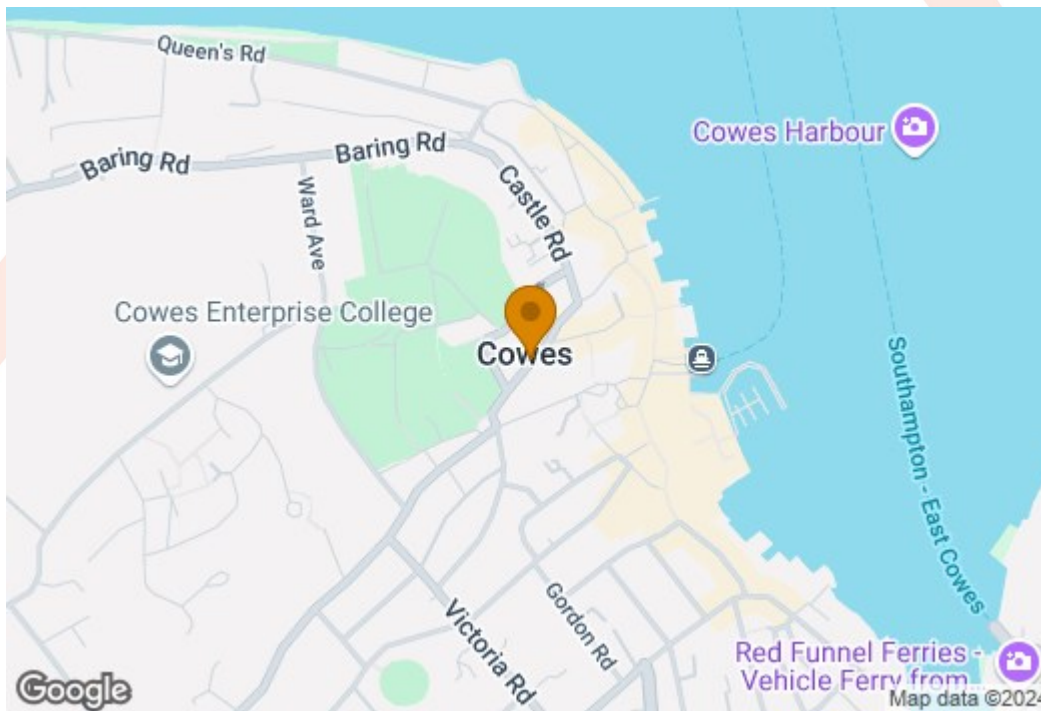 Queen's Rd
Cowes Harbour
Baring Rd
Baring Rd
Castle Rd
Ward Ave
Cowes Enterprise College
Cowes
Southampton - East Cowes
Gordon Rd
Victoria Rd
Red Funnel Ferries -
Vehicle Ferry from...
Google
Map data ©2024